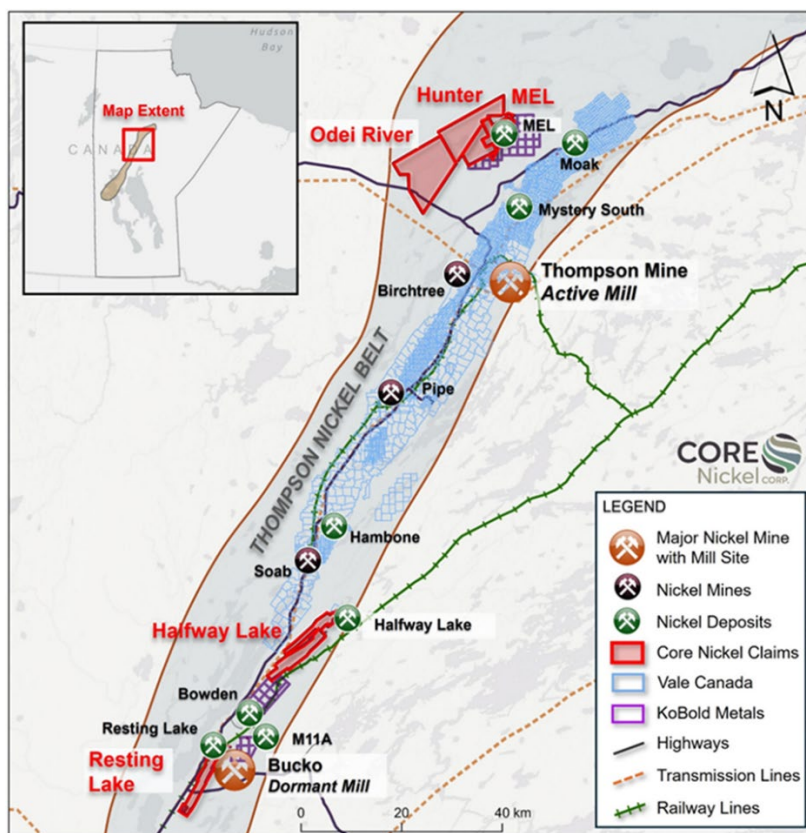 Hudson
Bay
Map Extent
CANADA
N
Hunter
MEL
Odei River
MEL
Moak
Mystery South
Birchtree
Thompson Mine
Active Mill
THOMPSON NICKEL BELT
Pipe
CORE
Nickel CORP.
Hambone
Soab
Halfway Lake
Halfway Lake
Bowden
Resting Lake
M11A
Resting
Lake
Bucko
Dormant Mill
0 20 40 km
LEGEND
Major Nickel Mine
with Mill Site
Nickel Mines
Nickel Deposits
Core Nickel Claims
Vale Canada
KoBold Metals
Highways
Transmission Lines
Railway Lines